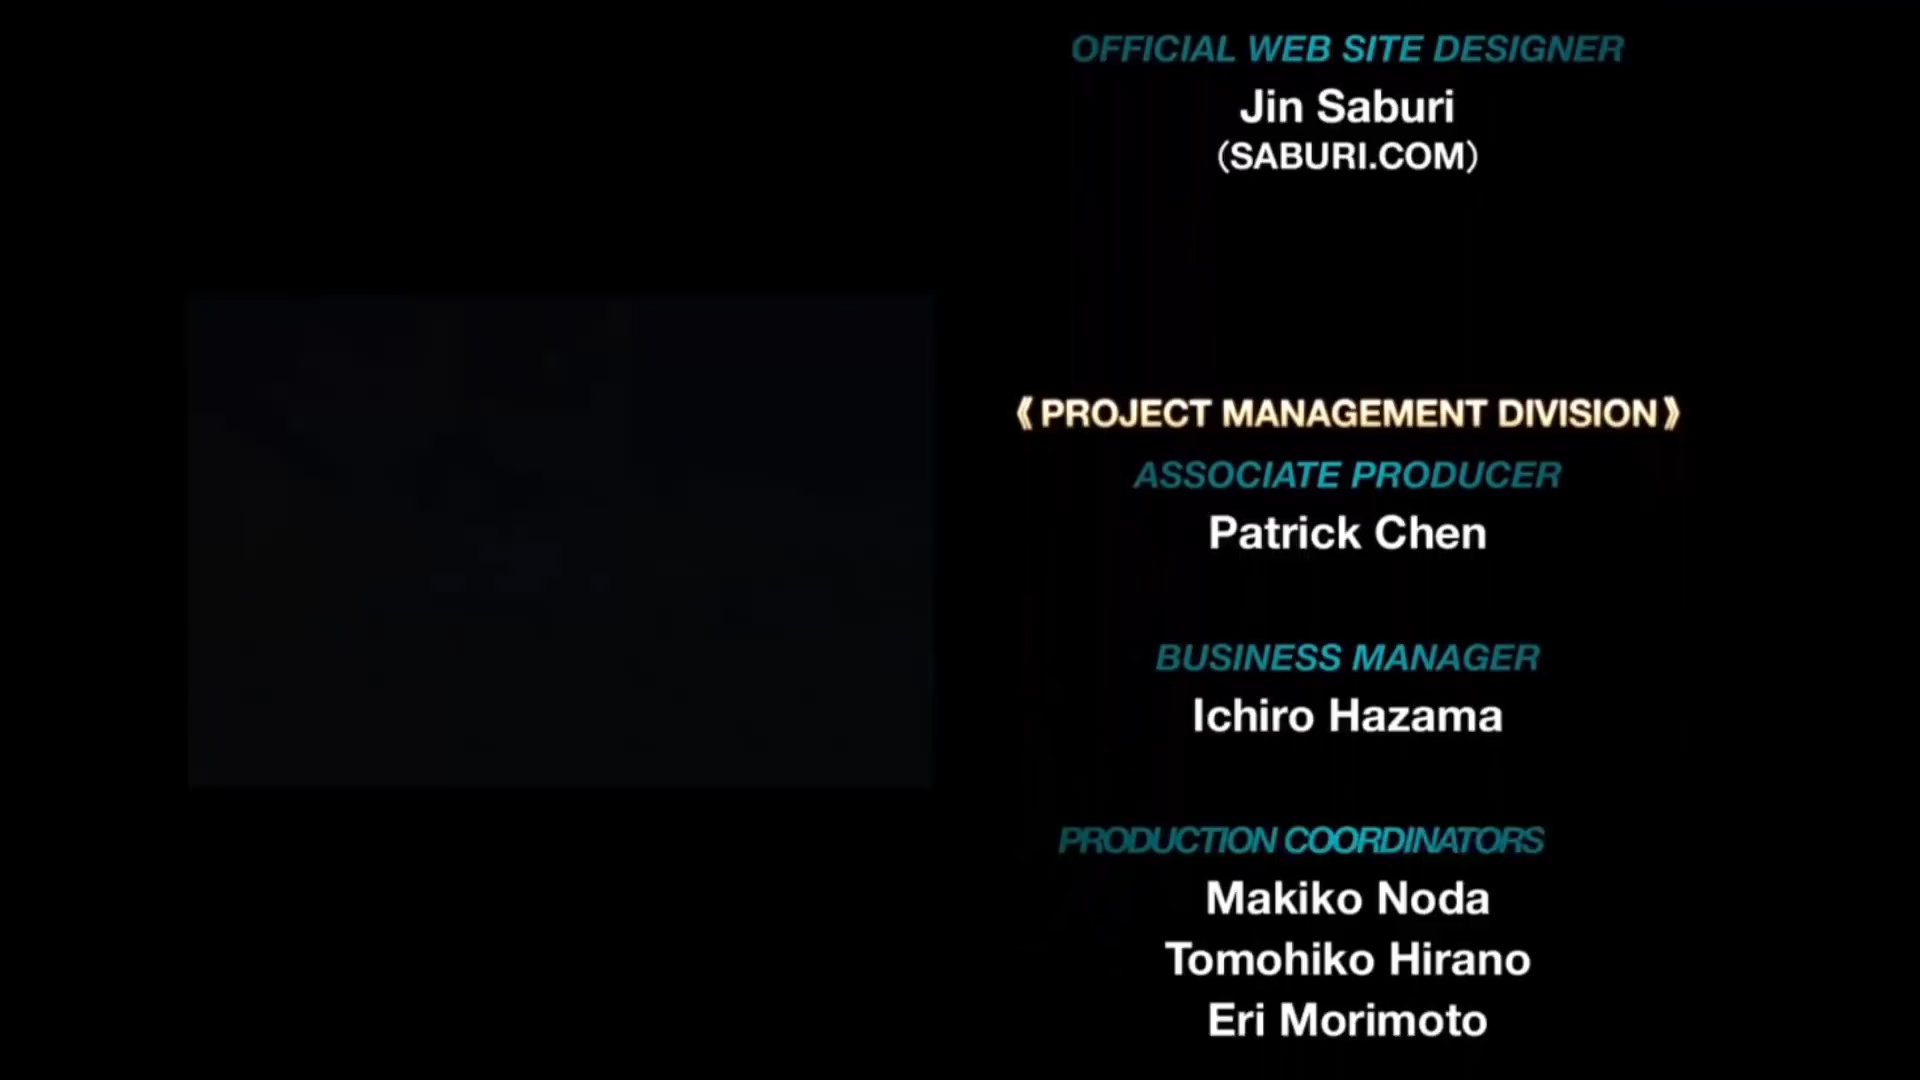 OFFICIAL WEB SITE DESIGNER
Jin Saburi
(SABURI.COM)
《PROJECT MANAGEMENT DIVISION》
ASSOCIATE PRODUCER
Patrick Chen
BUSINESS MANAGER
Ichiro Hazama
PRODUCTION COORDINATORS
Makiko Noda
Tomohiko Hirano
Eri Morimoto